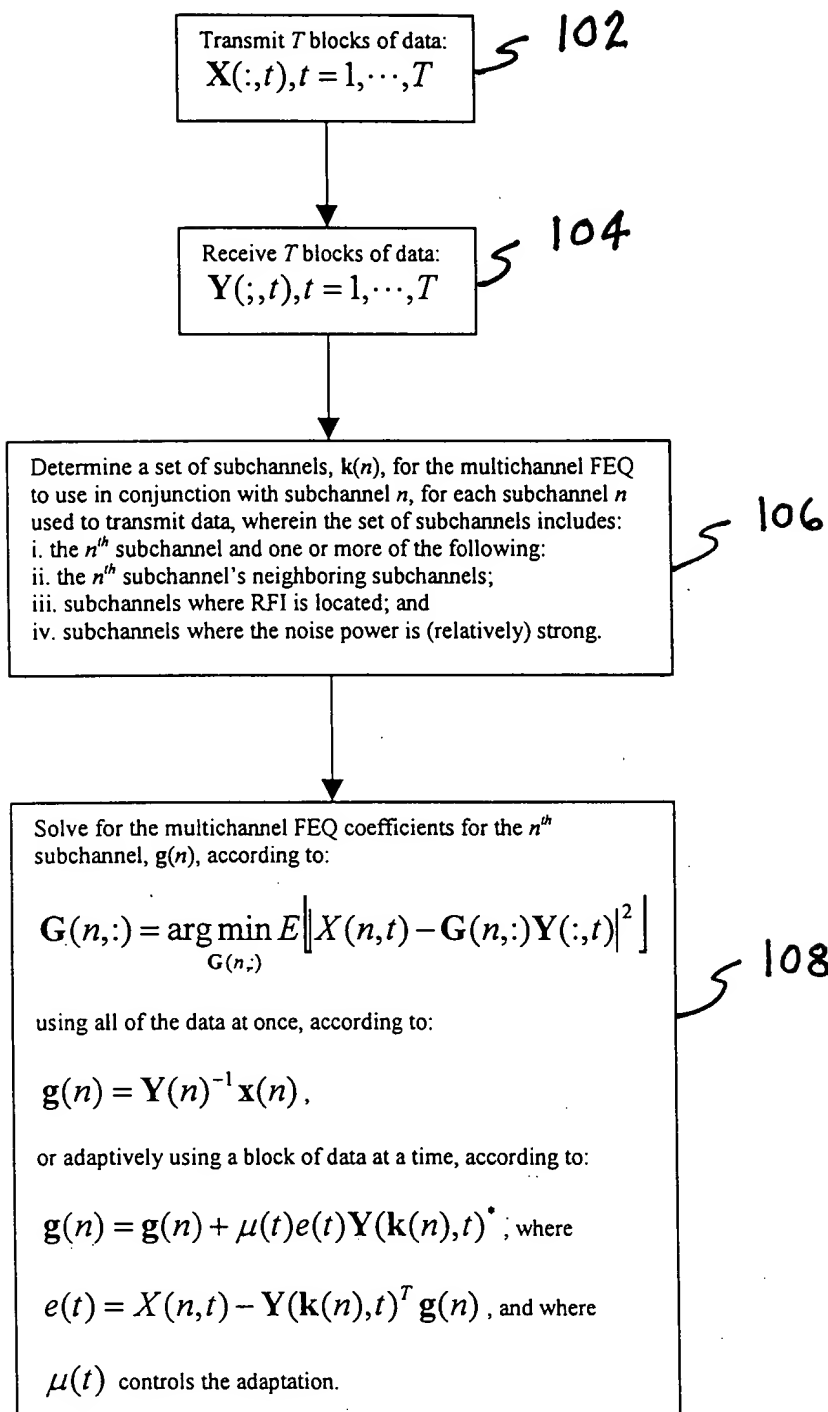 Transmit T blocks of data:
X(:,t),t = 1,⋯,T
102
Receive T blocks of data:
Y(;,t),t = 1,⋯,T
104
Determine a set of subchannels, k(n), for the multichannel FEQ
to use in conjunction with subchannel n, for each subchannel n
used to transmit data, wherein the set of subchannels includes:
i. the nᵗʰ subchannel and one or more of the following:
ii. the nᵗʰ subchannel's neighboring subchannels;
iii. subchannels where RFI is located; and
iv. subchannels where the noise power is (relatively) strong.
106
Solve for the multichannel FEQ coefficients for the nᵗʰ
subchannel, g(n), according to:
G(n,:) = arg min E⌊|X(n,t) − G(n,:)Y(:,t)|²⌋
G(n,:)
using all of the data at once, according to:
g(n) = Y(n)⁻¹x(n),
or adaptively using a block of data at a time, according to:
g(n) = g(n) + μ(t)e(t)Y(k(n),t)* ; where
e(t) = X(n,t) − Y(k(n),t)ᵀ g(n) , and where
μ(t) controls the adaptation.
108